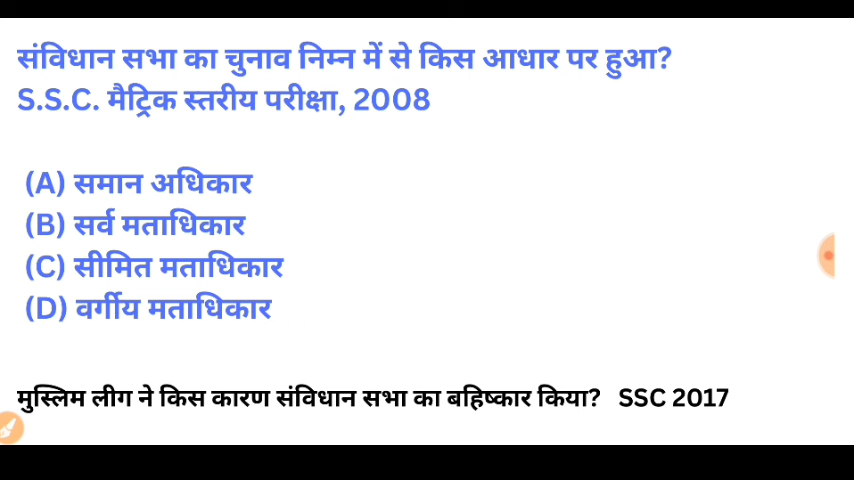 संविधान सभा का चुनाव निम्न में से किस आधार पर हुआ?
S.S.C. मैट्रिक स्तरीय परीक्षा, 2008
(A) समान अधिकार
(B) सर्व मताधिकार
(C) सीमित मताधिकार
(D) वर्गीय मताधिकार
मुस्लिम लीग ने किस कारण संविधान सभा का बहिष्कार किया? SSC 2017